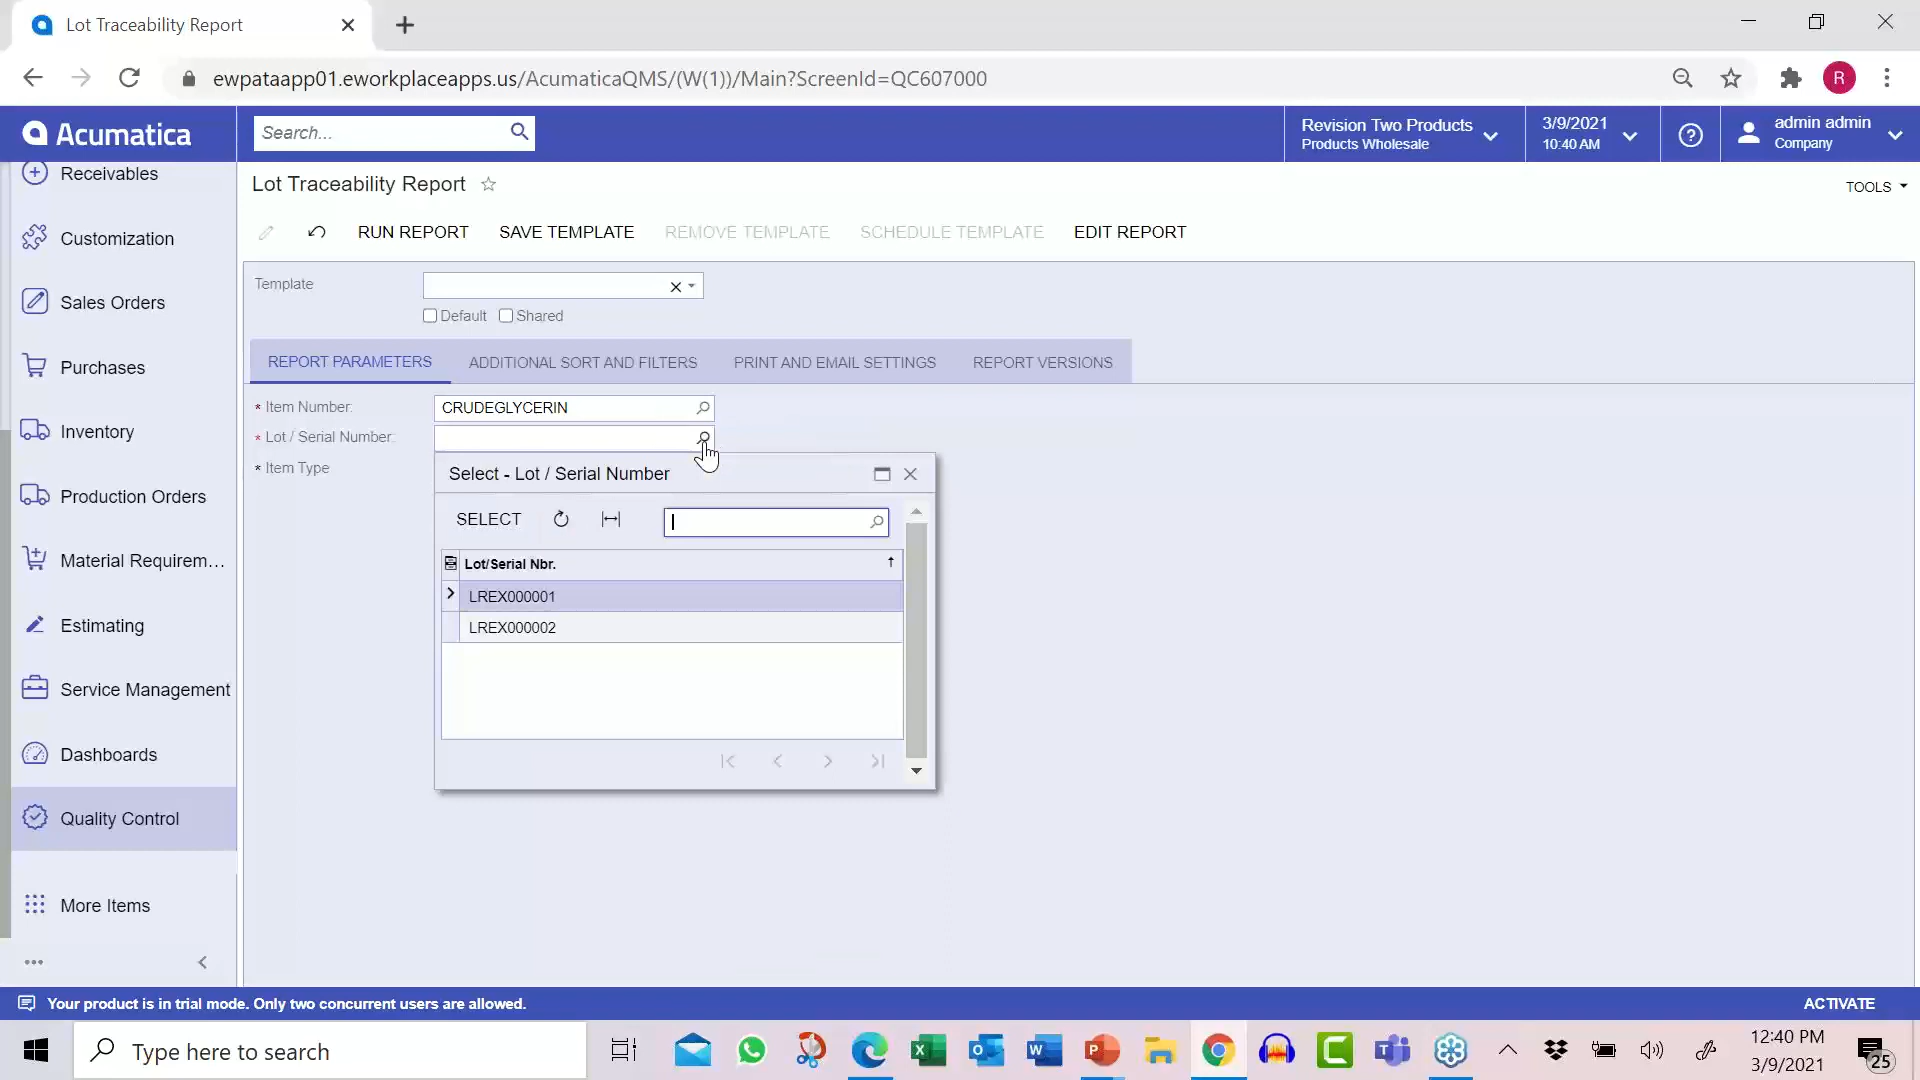 Lot Traceability Report
ewpataapp01.eworkplaceapps.us/AcumaticaQMS/(W(1))/Main?ScreenId=QC607000
R
Acumatica
Search...
Revision Two Products
Products Wholesale
3/9/2021
10:40 AM
admin admin
Company
Receivables
Customization
Sales Orders
Purchases
Inventory
Production Orders
Material Requirem...
Estimating
Service Management
Dashboards
Quality Control
More Items
Lot Traceability Report
TOOLS
RUN REPORT SAVE TEMPLATE REMOVE TEMPLATE SCHEDULE TEMPLATE EDIT REPORT
Template
Default Shared
REPORT PARAMETERS ADDITIONAL SORT AND FILTERS PRINT AND EMAIL SETTINGS REPORT VERSIONS
* Item Number: CRUDEGLYCERIN
* Lot / Serial Number:
* Item Type
Select - Lot / Serial Number
SELECT
Lot/Serial Nbr.
LREX000001
LREX000002
Your product is in trial mode. Only two concurrent users are allowed.
ACTIVATE
Type here to search
12:40 PM
3/9/2021
25